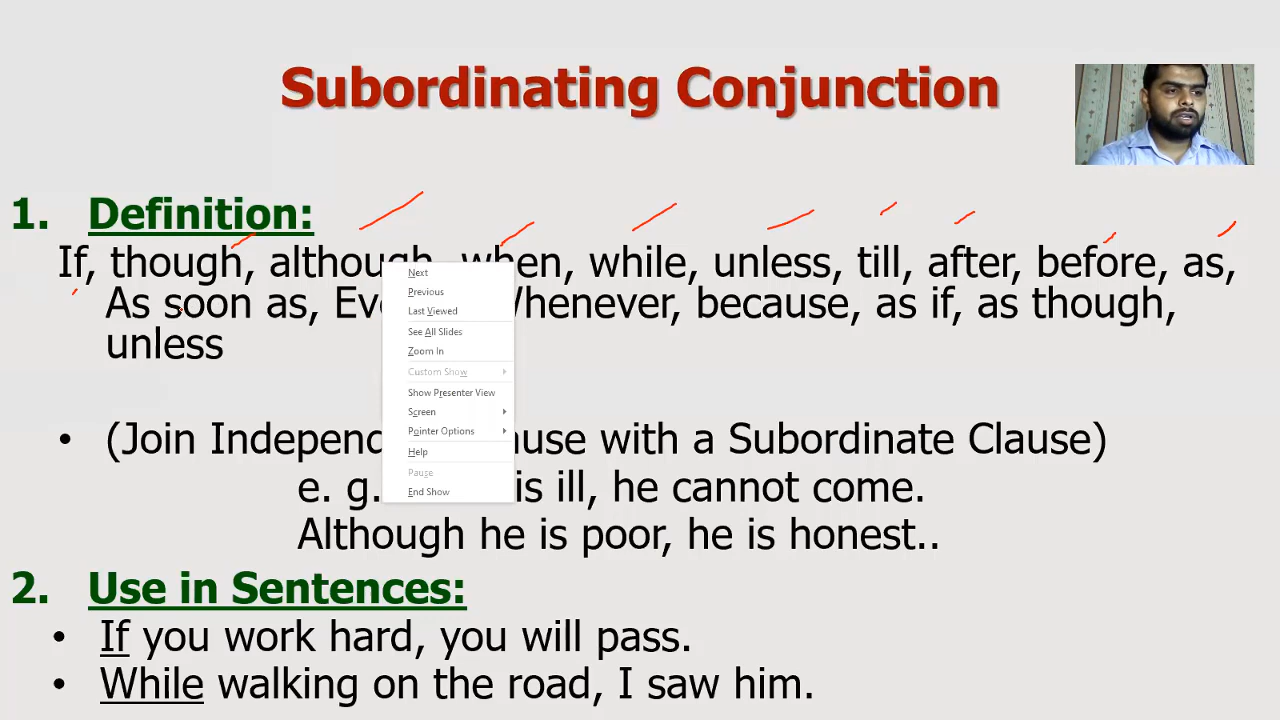 Subordinating Conjunction
1. Definition:
If, though, although, when, while, unless, till, after, before, as,
As soon as, Whenever, because, as if, as though,
unless
Next
Previous
Last Viewed
See All Slides
Zoom In
Custom Show
Show Presenter View
Screen
Pointer Options
Help
Pause
End Show
• (Join with a Subordinate Clause)
e. g. is ill, he cannot come.
Although he is poor, he is honest..
2. Use in Sentences:
• If you work hard, you will pass.
• While walking on the road, I saw him.